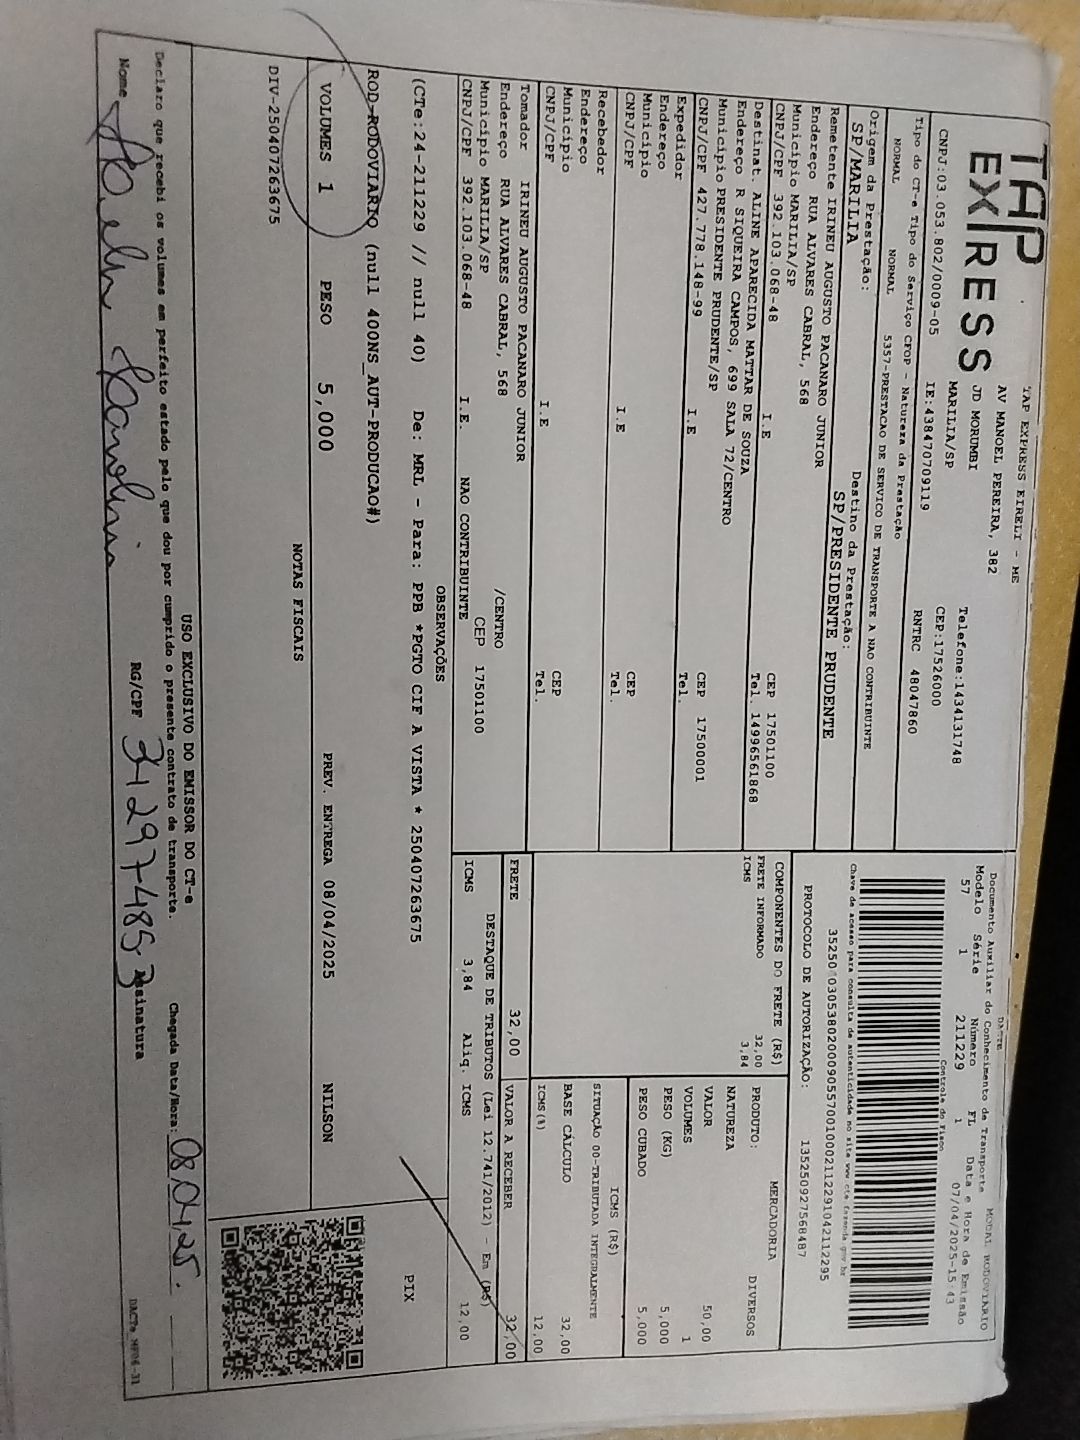 TAP
EXPRESS
TAP EXPRESS EIRELI - ME
AV MANOEL PEREIRA, 382
JD MORUMBI
MARILIA/SP
CNPJ:03.053.802/0009-05
IE:438470709119
Telefone:1434131748
CEP:17526000
RNTRC 48047860
Tipo do CT-e Tipo do Serviço CFOP - Natureza da Prestação
NORMAL NORMAL 5357-PRESTACAO DE SERVICO DE TRANSPORTE A NAO CONTRIBUINTE
Origem da Prestação: Destino da Prestação:
SP/MARILIA SP/PRESIDENTE PRUDENTE
Remetente IRINEU AUGUSTO PACANARO JUNIOR
Endereço RUA ALVARES CABRAL, 568
Município MARILIA/SP CEP 17501100
CNPJ/CPF 392.103.068-48 I.E Tel. 14996561868
Destinat. ALINE APARECIDA MATTAR DE SOUZA
Endereço R SIQUEIRA CAMPOS, 699 SALA 72/CENTRO
Município PRESIDENTE PRUDENTE/SP CEP 17500001
CNPJ/CPF 427.778.148-99 I.E Tel.
Expedidor
Endereço
Município CEP
CNPJ/CPF I.E Tel.
Recebedor
Endereço
Município CEP
CNPJ/CPF I.E Tel.
Tomador IRINEU AUGUSTO PACANARO JUNIOR
Endereço RUA ALVARES CABRAL, 568 /CENTRO
Município MARILIA/SP CEP 17501100
CNPJ/CPF 392.103.068-48 I.E. NAO CONTRIBUINTE
DACTE
Documento Auxiliar do Conhecimento de Transporte MODAL RODOVIARIO
Modelo Série Número FL Data e Hora de Emissão
57 1 211229 1 07/04/2025-15:43
Controle do Fisco
Chave de acesso para consulta de autenticidade no site www.cte.fazenda.gov.br
PROTOCOLO DE AUTORIZAÇÃO: 135250927568487
COMPONENTES DO FRETE (R$)
FRETE INFORMADO 32,00
ICMS 3,84
PRODUTO: MERCADORIA
NATUREZA DIVERSOS
VALOR 50,00
VOLUMES 1
PESO (KG) 5,000
PESO CUBADO 5,000
ICMS (R$)
SITUAÇÃO 00-TRIBUTADA INTEGRALMENTE
BASE CÁLCULO 32,00
ICMS(%) 12,00
FRETE 32,00 VALOR A RECEBER 32,00
DESTAQUE DE TRIBUTOS (Lei 12.741/2012) - Em (R$)
ICMS 3,84 Aliq. ICMS 12,00
OBSERVAÇÕES
(CTe:24-211229 // null 40) De: MRL - Para: PPB *PGTO CIF A VISTA * 250407263675
ROD-RODOVIARIO (null 400NS_AUT-PRODUCAO#)
PIX
VOLUMES 1 PESO 5,000 PREV. ENTREGA 08/04/2025 NILSON
NOTAS FISCAIS
DIV-250407263675
USO EXCLUSIVO DO EMISSOR DO CT-e
Declaro que recebi os volumes em perfeito estado pelo que dou por cumprido o presente contrato de transporte. Chegada Data/Hora: 08,04,25.
Nome RG/CPF 312974853 Assinatura